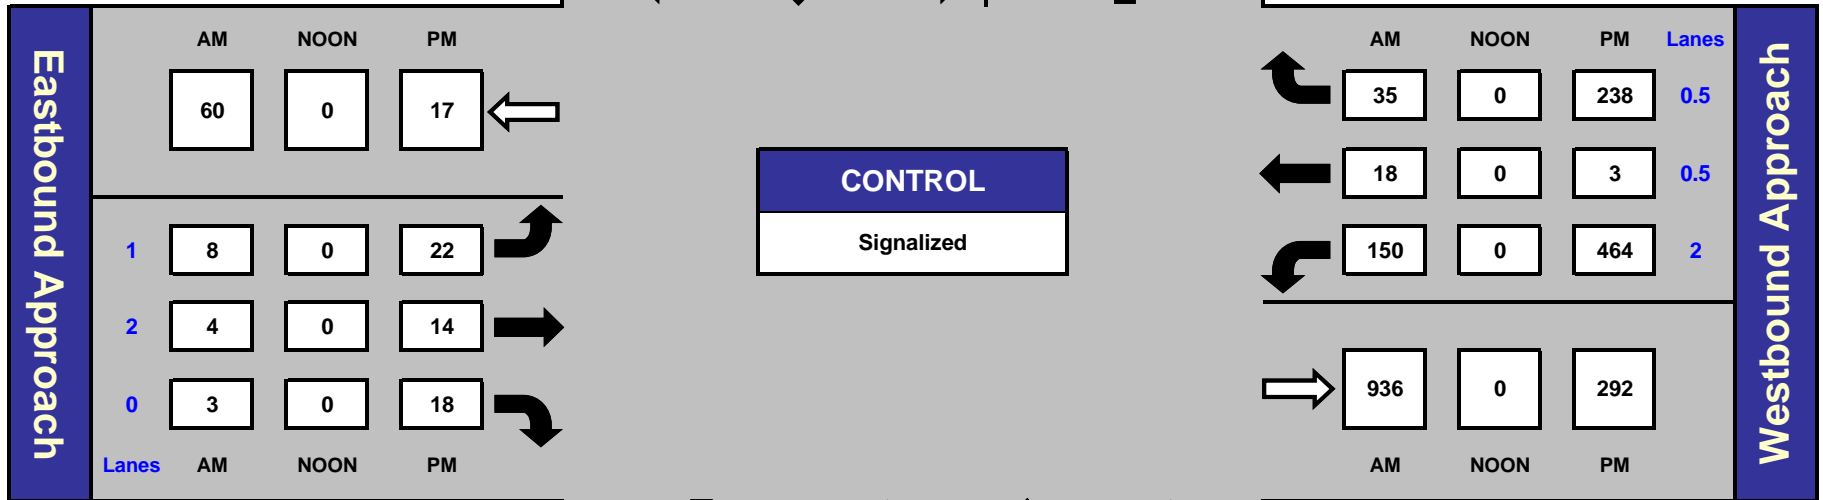 Eastbound Approach
AM NOON PM
60 0 17
1 8 0 22
2 4 0 14
0 3 0 18
Lanes AM NOON PM
CONTROL
Signalized
AM NOON PM Lanes
35 0 238 0.5
18 0 3 0.5
150 0 464 2
936 0 292
AM NOON PM
Westbound Approach